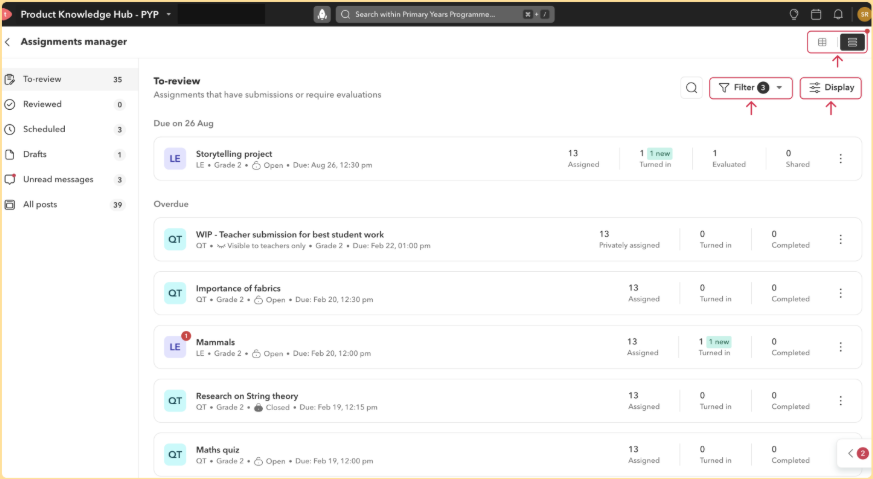 Product Knowledge Hub - PYP
Search within Primary Years Programme...
⌘ + /
SR
Assignments manager
To-review 35
Reviewed 0
Scheduled 3
Drafts 1
Unread messages 3
All posts 39
To-review
Assignments that have submissions or require evaluations
Filter 3
Display
Due on 26 Aug
LE
Storytelling project
LE • Grade 2 • Open • Due: Aug 26, 12:30 pm
13 1 1 new 1 0
Assigned Turned in Evaluated Shared
Overdue
QT
WIP - Teacher submission for best student work
QT • Visible to teachers only • Grade 2 • Due: Feb 22, 01:00 pm
13 0 0
Privately assigned Turned in Completed
QT
Importance of fabrics
QT • Grade 2 • Open • Due: Feb 20, 12:30 pm
13 0 0
Assigned Turned in Completed
LE 1
Mammals
LE • Grade 2 • Open • Due: Feb 20, 12:00 pm
13 1 1 new 0
Assigned Turned in Completed
QT
Research on String theory
QT • Grade 2 • Closed • Due: Feb 19, 12:15 pm
13 0 0
Assigned Turned in Completed
QT
Maths quiz
QT • Grade 2 • Open • Due: Feb 19, 12:00 pm
13 0 0
Assigned Turned in Completed
2